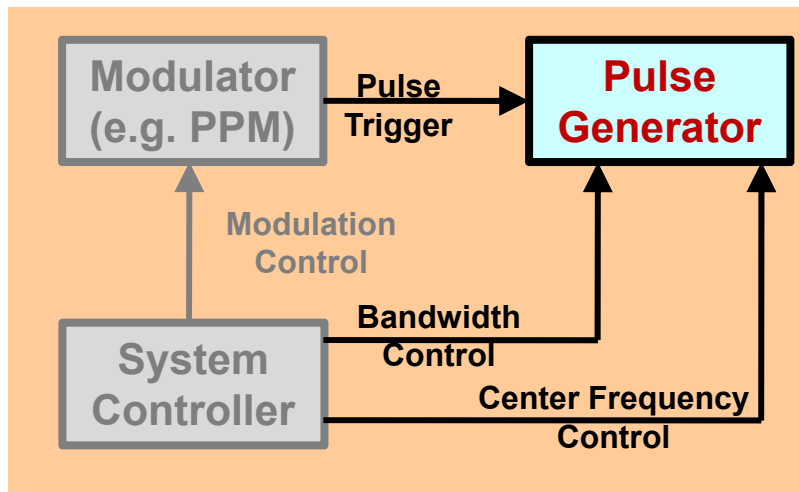 Modulator
(e.g. PPM)
Pulse
Trigger
Pulse
Generator
Modulation
Control
Bandwidth
Control
System
Controller
Center Frequency
Control